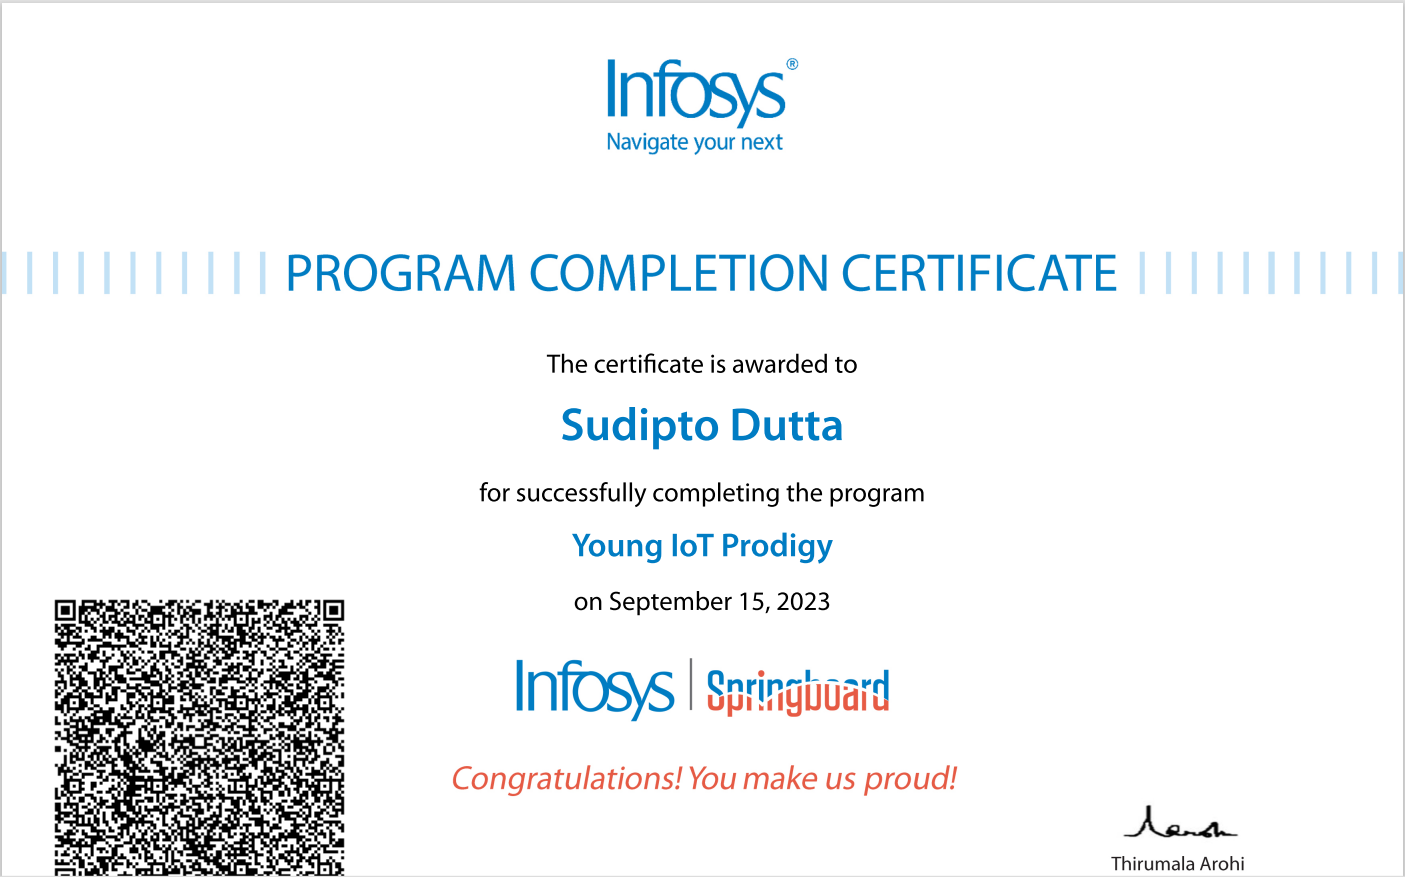 Infosys®
Navigate your next
PROGRAM COMPLETION CERTIFICATE
The certificate is awarded to
Sudipto Dutta
for successfully completing the program
Young IoT Prodigy
on September 15, 2023
Infosys | Springboard
Congratulations! You make us proud!
Thirumala Arohi